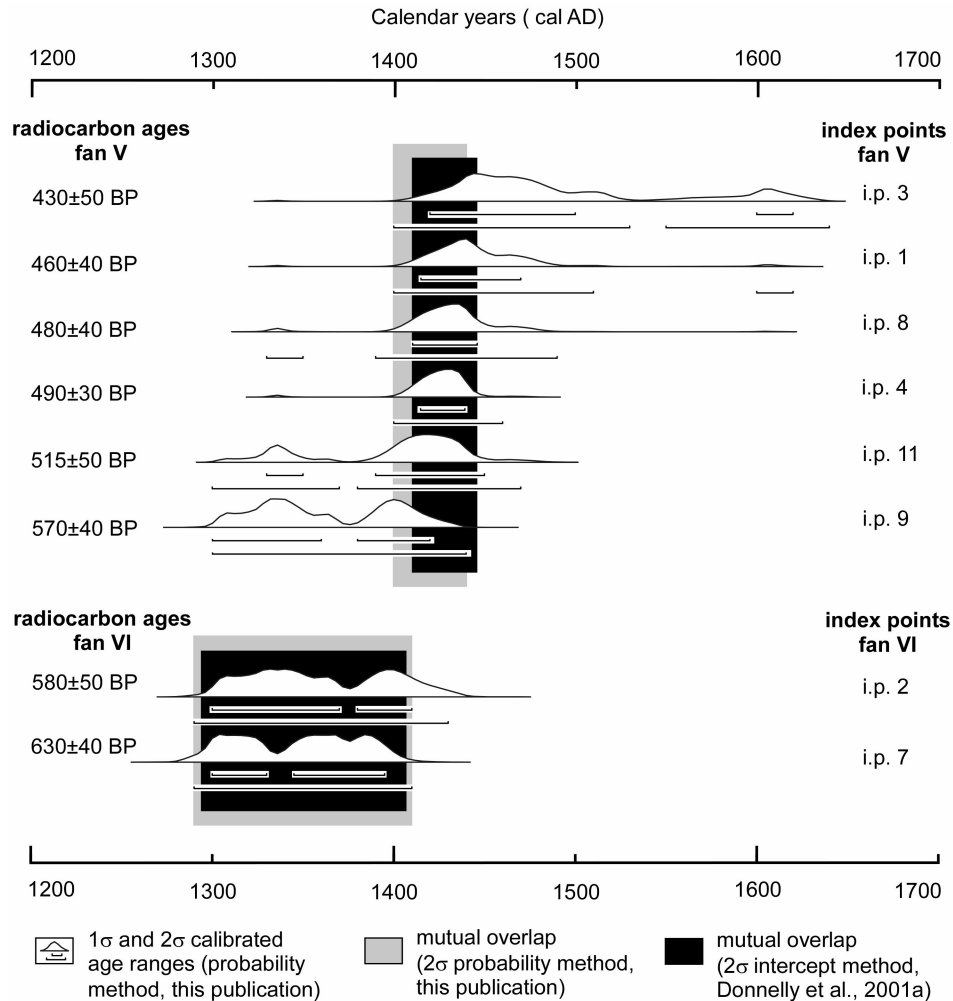 Calendar years ( cal AD)
1200 1300 1400 1500 1600 1700
radiocarbon ages
fan V
index points
fan V
430±50 BP i.p. 3
460±40 BP i.p. 1
480±40 BP i.p. 8
490±30 BP i.p. 4
515±50 BP i.p. 11
570±40 BP i.p. 9
radiocarbon ages
fan VI
index points
fan VI
580±50 BP i.p. 2
630±40 BP i.p. 7
1200 1300 1400 1500 1600 1700
1σ and 2σ calibrated
age ranges (probability
method, this publication)
mutual overlap
(2σ probability method,
this publication)
mutual overlap
(2σ intercept method,
Donnelly et al., 2001a)